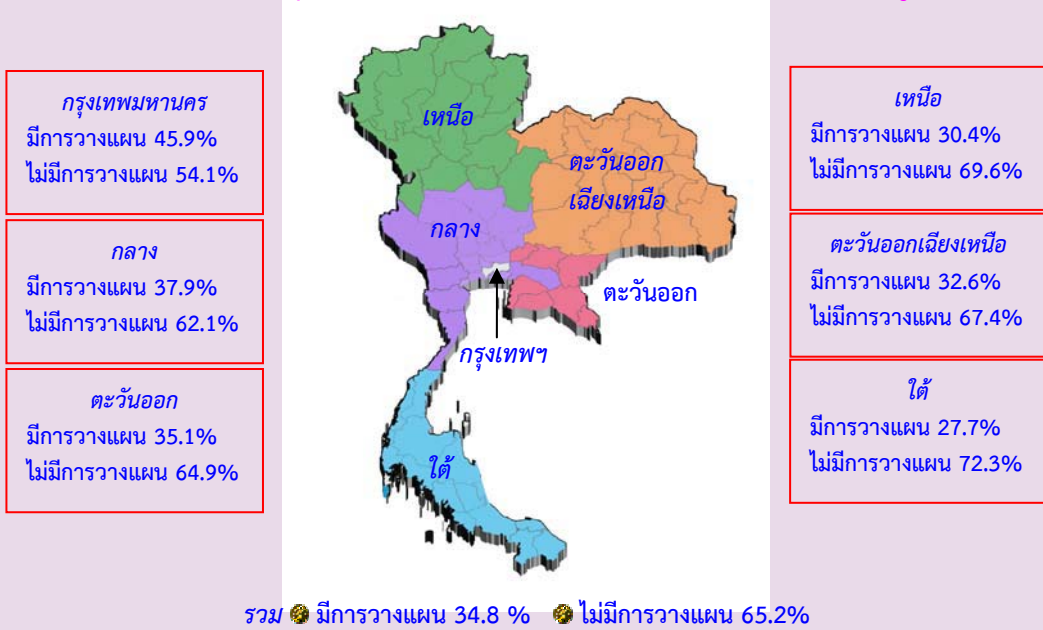 กรุงเทพมหานคร
มีการวางแผน 45.9%
ไม่มีการวางแผน 54.1%
กลาง
มีการวางแผน 37.9%
ไม่มีการวางแผน 62.1%
ตะวันออก
มีการวางแผน 35.1%
ไม่มีการวางแผน 64.9%
เหนือ
ตะวันออก
เฉียงเหนือ
กลาง
ตะวันออก
กรุงเทพฯ
ใต้
เหนือ
มีการวางแผน 30.4%
ไม่มีการวางแผน 69.6%
ตะวันออกเฉียงเหนือ
มีการวางแผน 32.6%
ไม่มีการวางแผน 67.4%
ใต้
มีการวางแผน 27.7%
ไม่มีการวางแผน 72.3%
รวม มีการวางแผน 34.8 % ไม่มีการวางแผน 65.2%